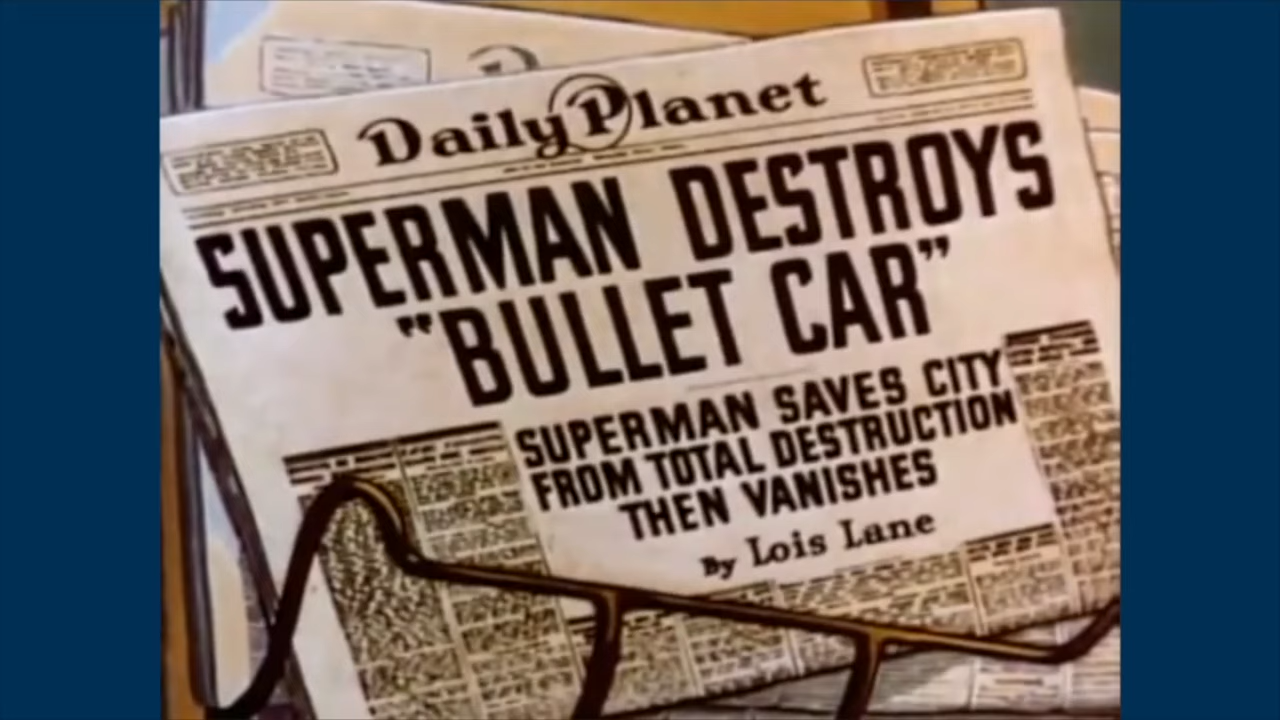 Daily Planet
SUPERMAN DESTROYS
"BULLET CAR"
SUPERMAN SAVES CITY
FROM TOTAL DESTRUCTION
THEN VANISHES
By Lois Lane